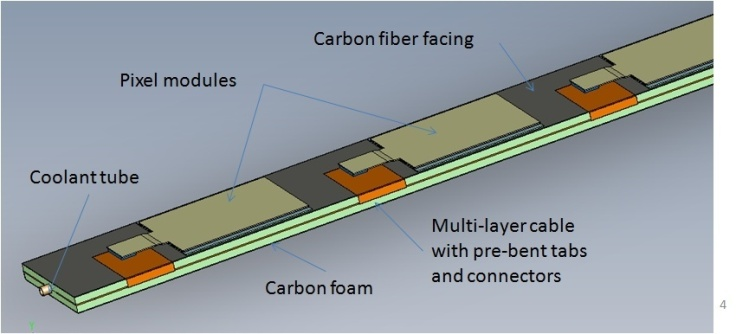 Carbon fiber facing
Pixel modules
Coolant tube
Multi-layer cable
with pre-bent tabs
and connectors
Carbon foam
4